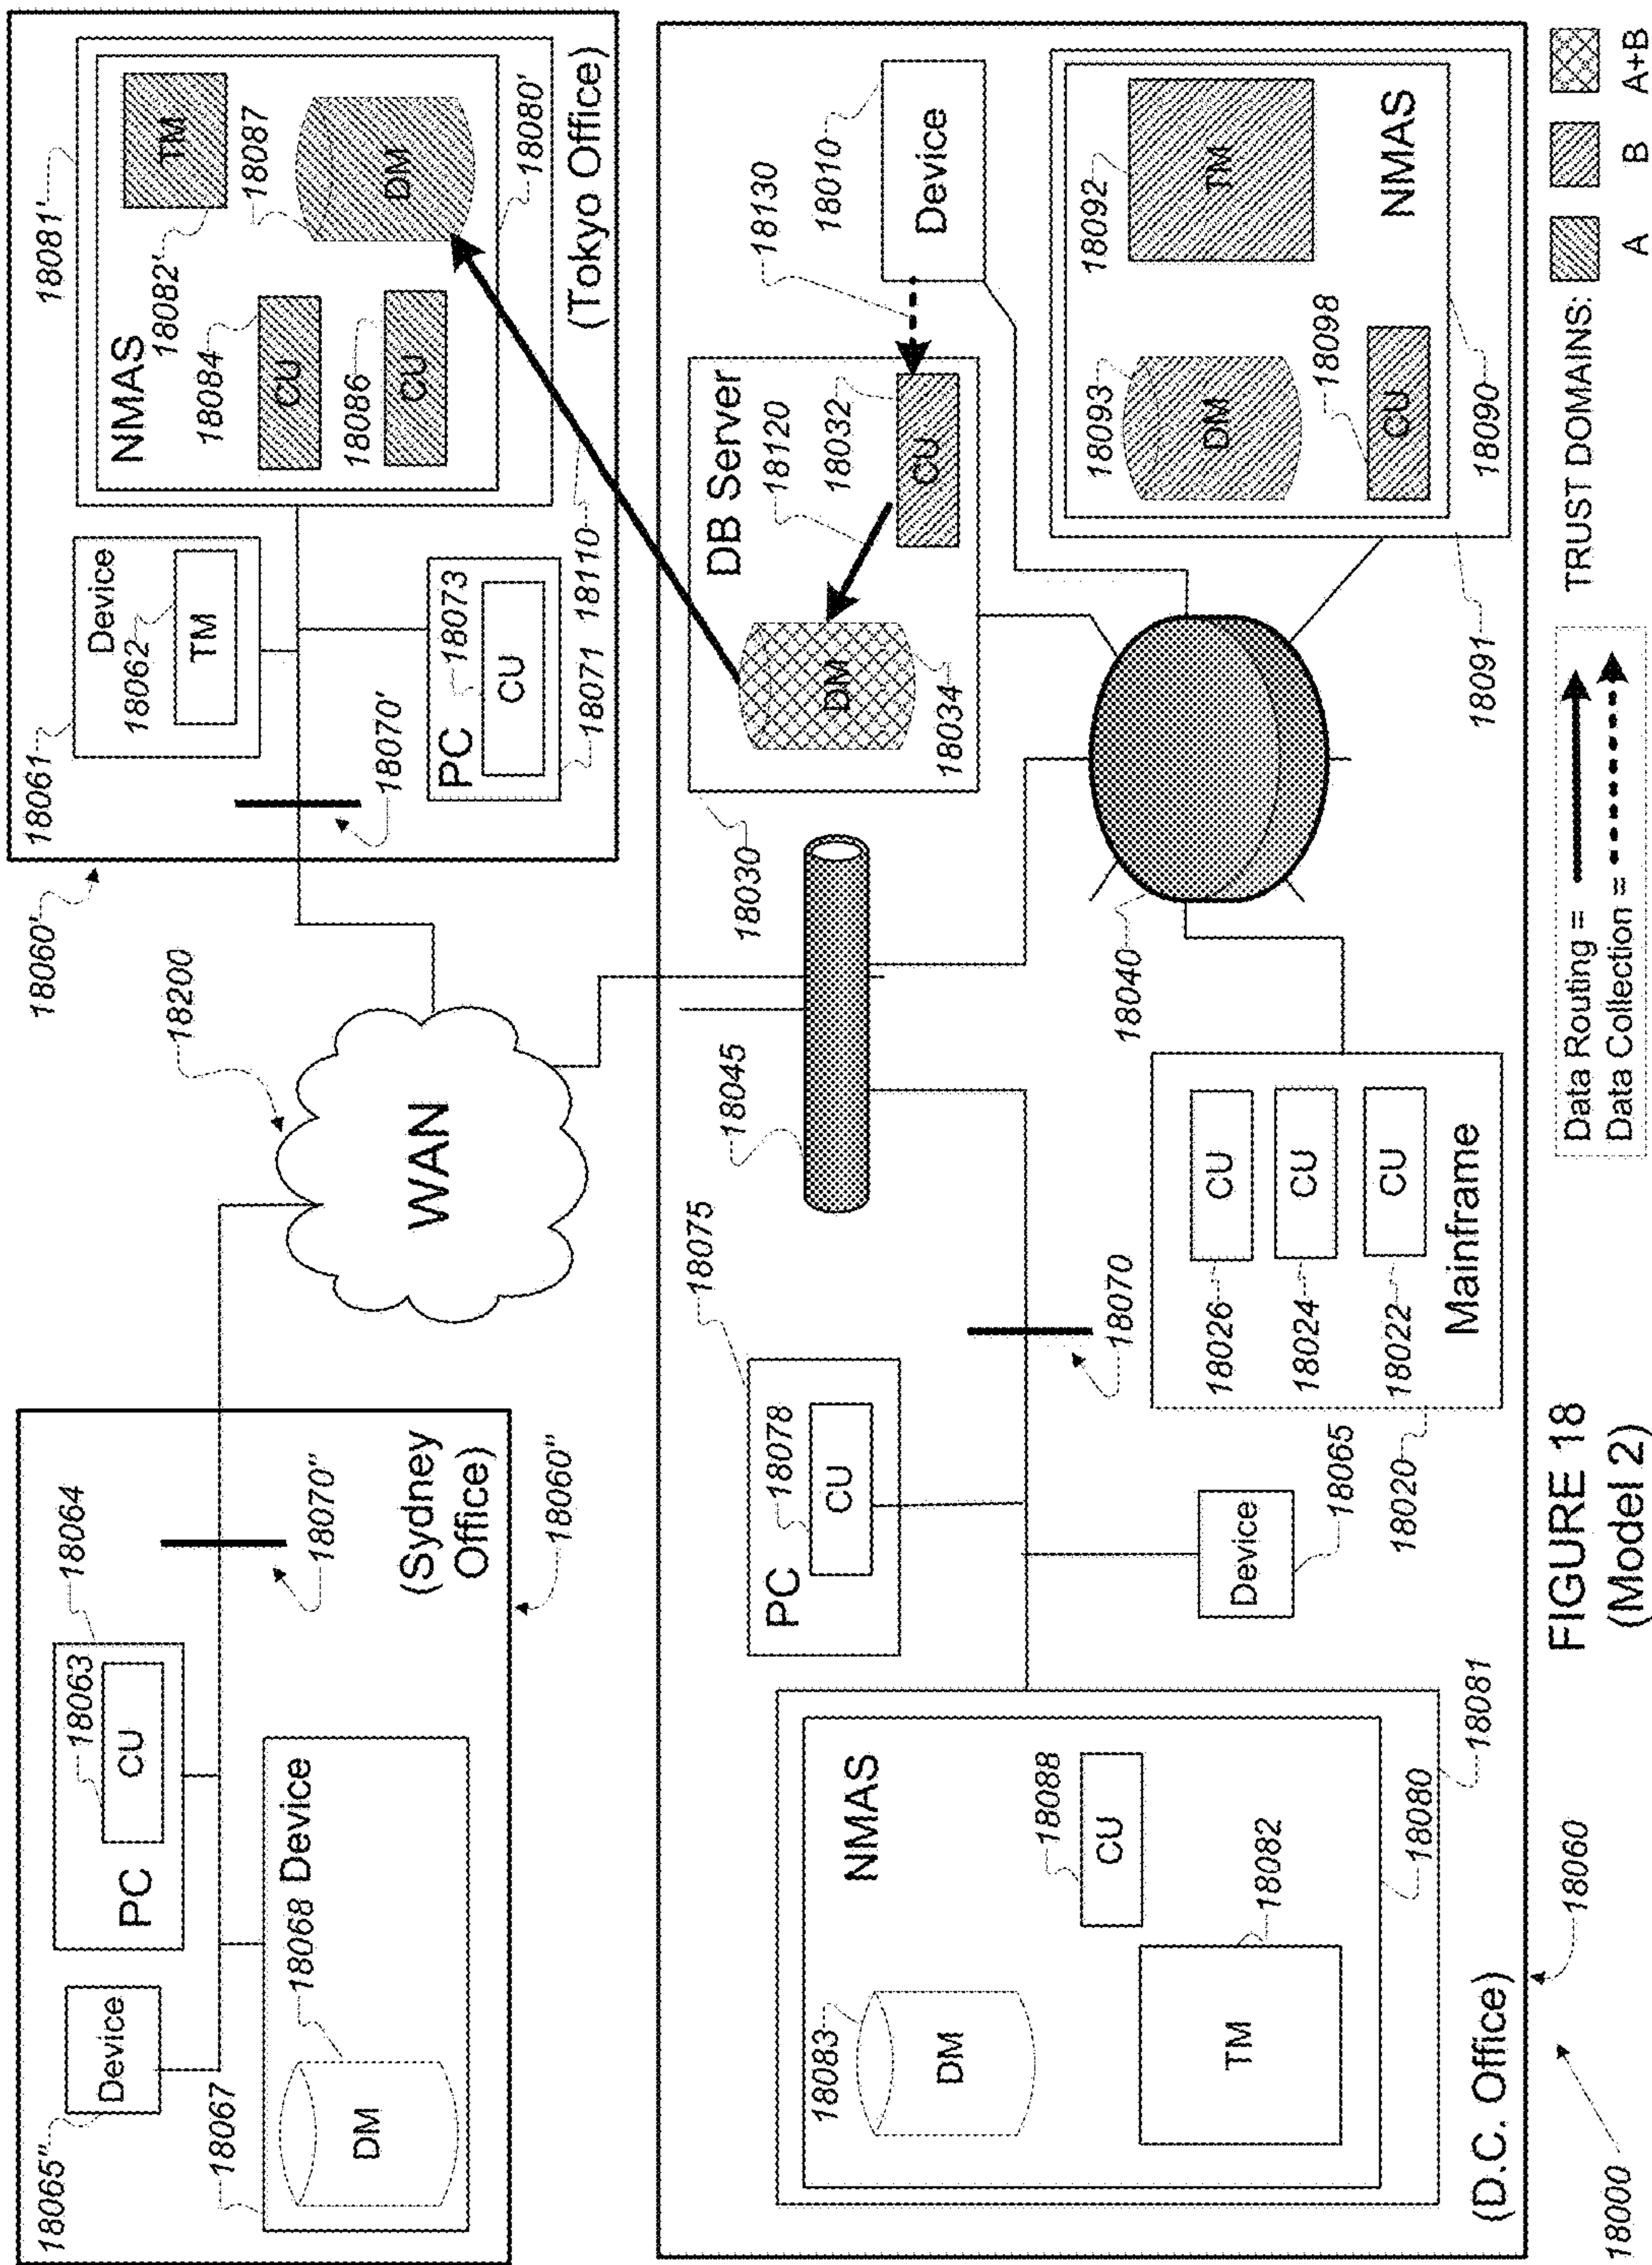 18065"
Device
PC
18063
CU
18064
18067
18068
Device
DM
18070"
(Sydney
Office)
18060"
WAN
18200
18060'
18061
Device
18062
TM
18070'
PC
18073
CU
18071
18110
18081'
NMAS
18082'
TM
18084
CU
18087
18086
CU
DM
18080'
(Tokyo Office)
NMAS
18083
DM
18088
CU
18082
TM
18080
18081
18075
PC
18078
CU
18045
18030
DB Server
18120
18032
CU
DM
18034
18130
18010
Device
18070
Device
18065
18020
18026
CU
18024
CU
18022
CU
Mainframe
18040
18093
DM
18092
TM
18098
CU
NMAS
18090
18091
(D.C. Office)
18060
18000
FIGURE 18
(Model 2)
Data Routing =
Data Collection =
TRUST DOMAINS:
A
B
A+B